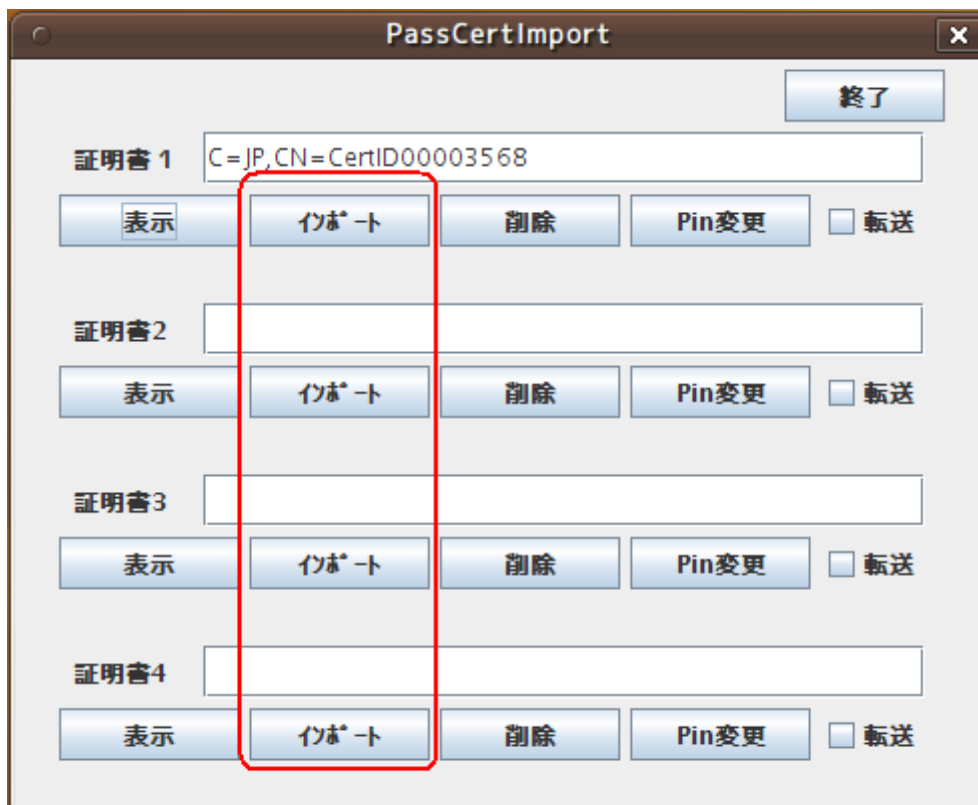 PassCertImport
終了
証明書 1 C=JP,CN=CertID00003568
表示 ｲﾝﾎﾟｰﾄ 削除 Pin変更 転送
証明書2
表示 ｲﾝﾎﾟｰﾄ 削除 Pin変更 転送
証明書3
表示 ｲﾝﾎﾟｰﾄ 削除 Pin変更 転送
証明書4
表示 ｲﾝﾎﾟｰﾄ 削除 Pin変更 転送